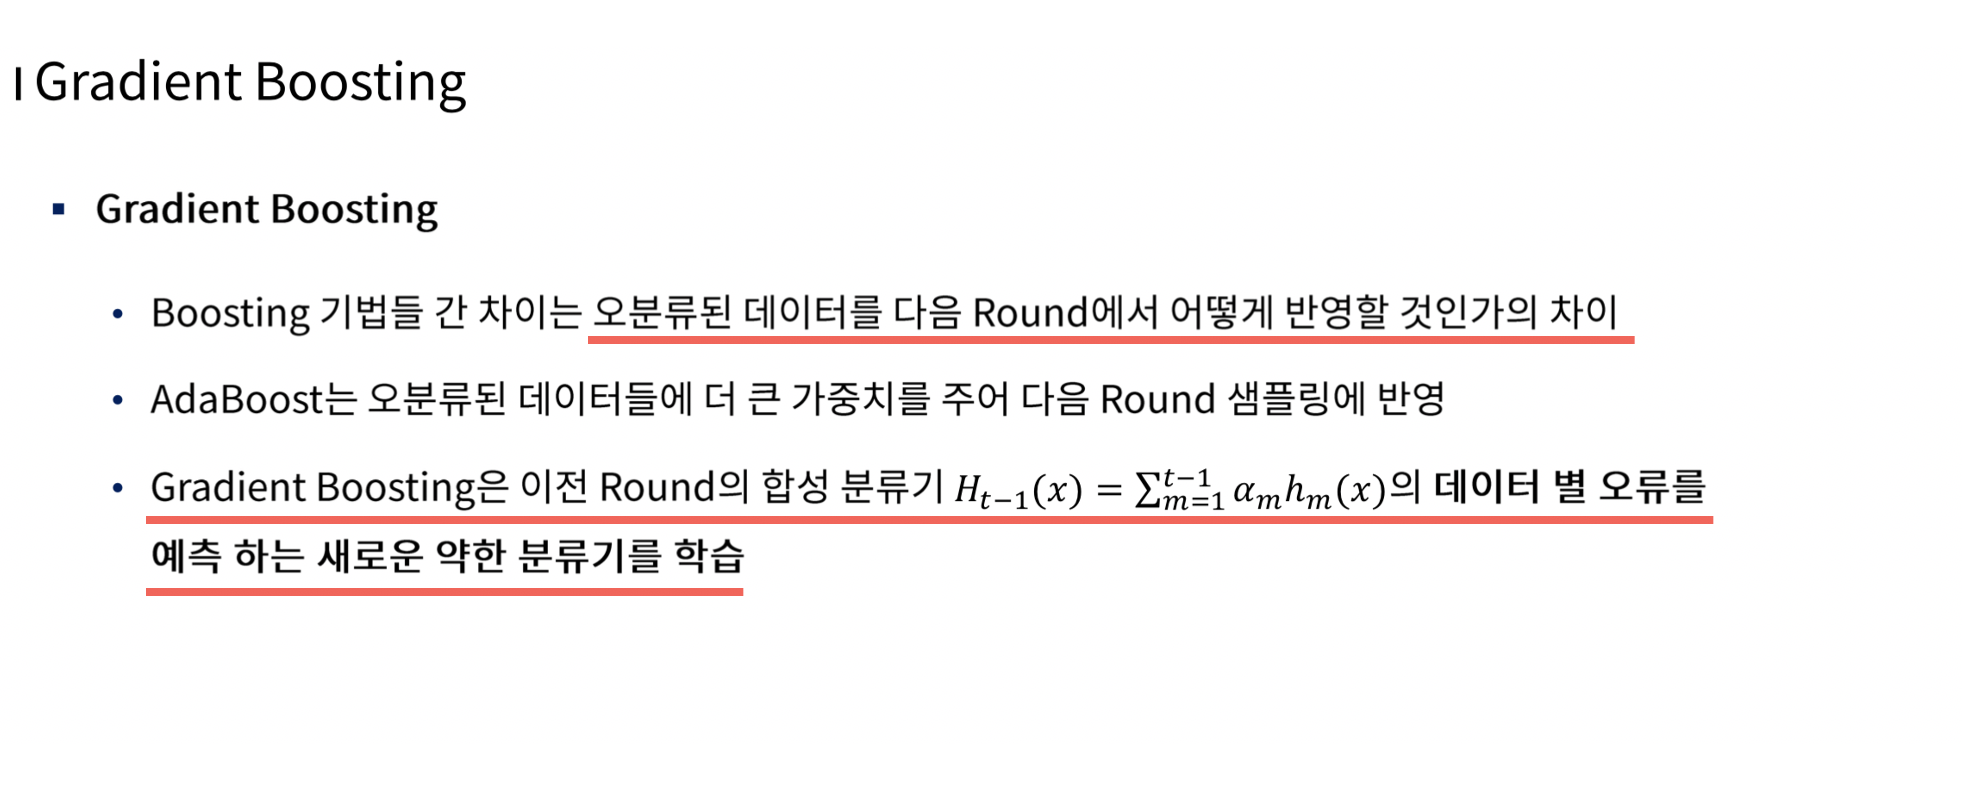 ו Gradient Boosting
▪ Gradient Boosting
• Boosting 기법들 간 차이는 오분류된 데이터를 다음 Round에서 어떻게 반영할 것인가의 차이
• AdaBoost는 오분류된 데이터들에 더 큰 가중치를 주어 다음 Round 샘플링에 반영
• Gradient Boosting은 이전 Round의 합성 분류기 $H_{t-1}(x) = \sum_{m=1}^{t-1} \alpha_m h_m(x)$의 데이터 별 오류를
예측 하는 새로운 약한 분류기를 학습